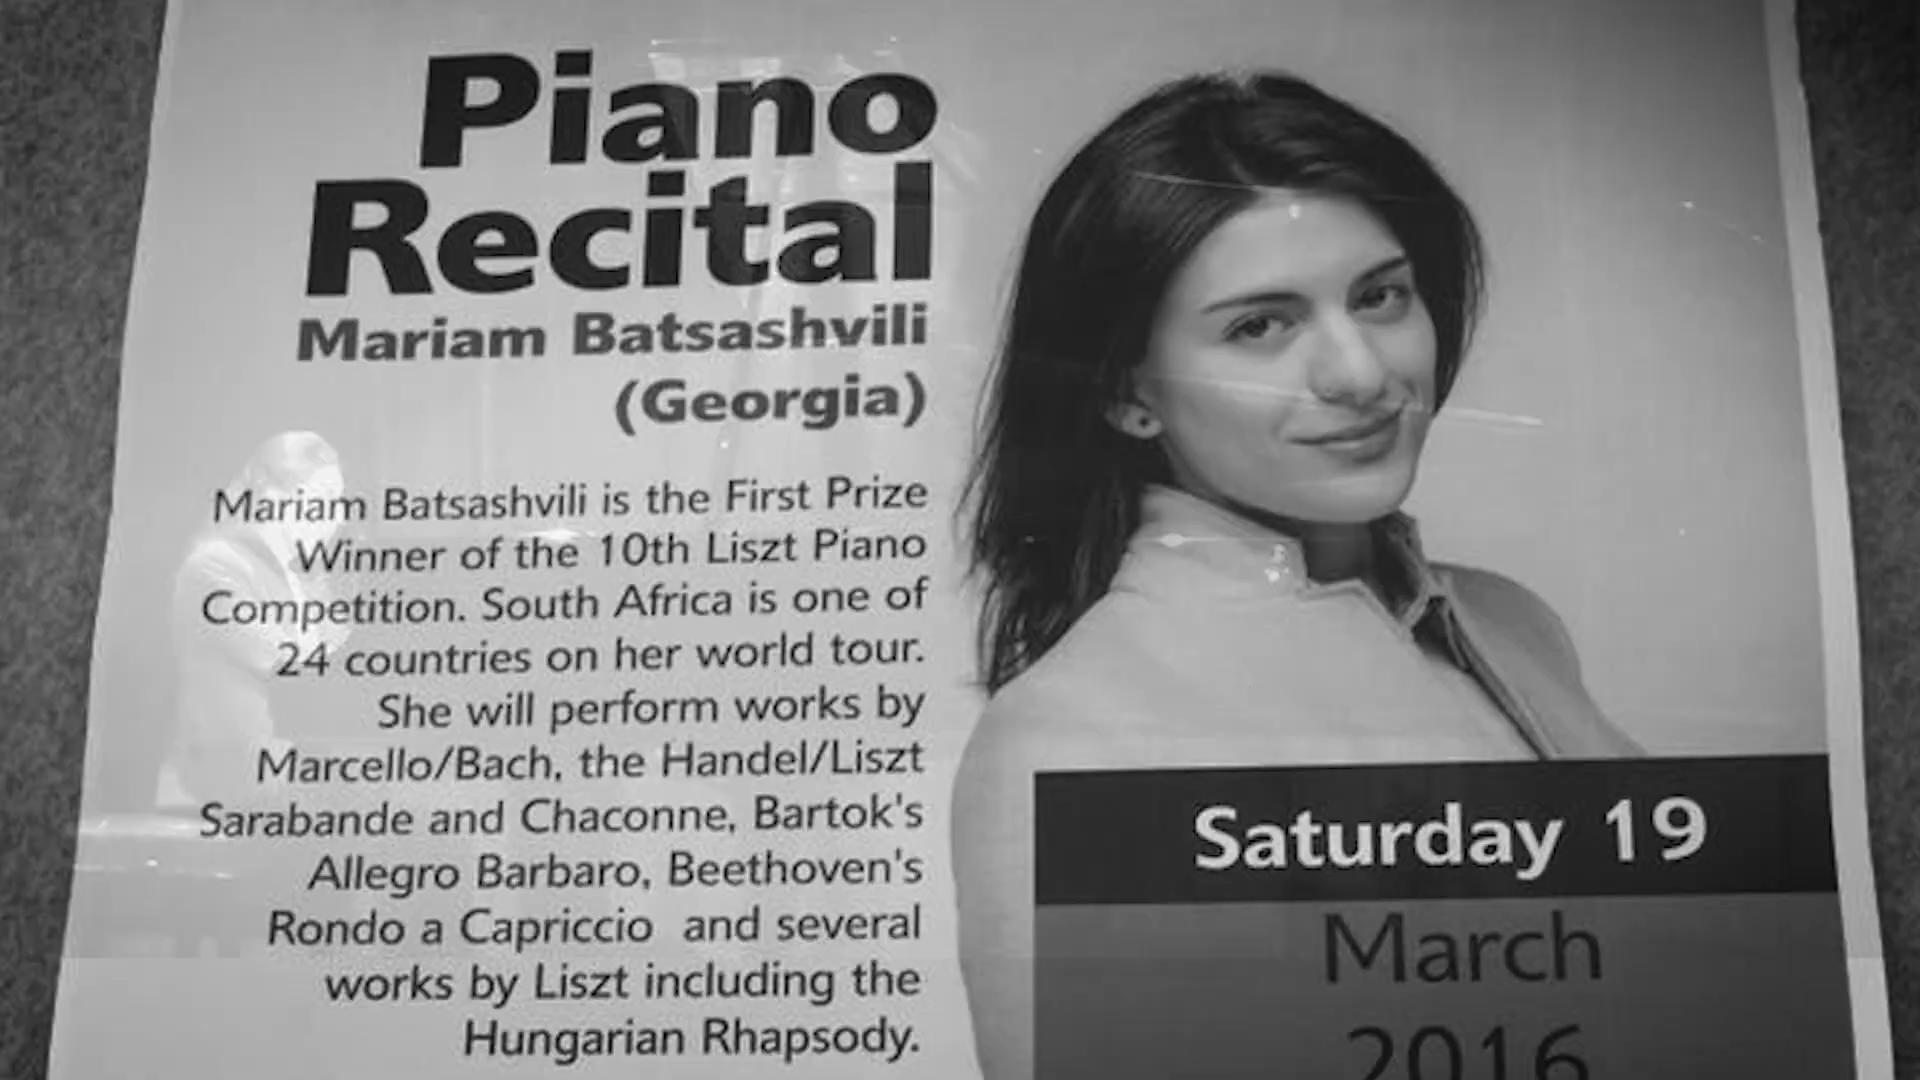 Piano
Recital
Mariam Batsashvili
(Georgia)
Mariam Batsashvili is the First Prize
Winner of the 10th Liszt Piano
Competition. South Africa is one of
24 countries on her world tour.
She will perform works by
Marcello/Bach, the Handel/Liszt
Sarabande and Chaconne, Bartok's
Allegro Barbaro, Beethoven's
Rondo a Capriccio and several
works by Liszt including the
Hungarian Rhapsody.
Saturday 19
March
2016